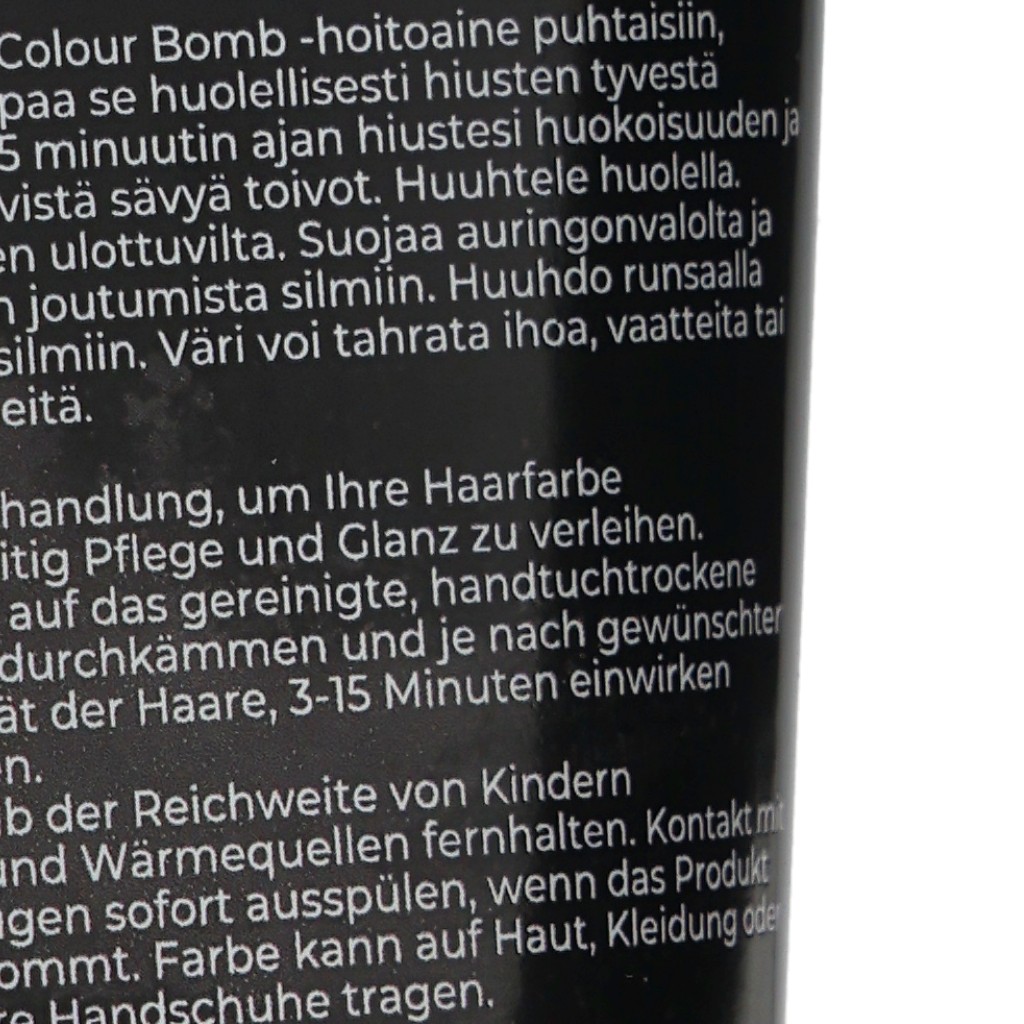 Colour Bomb -hoitoaine puhtaisiin,
paa se huolellisesti hiusten tyvestä
5 minuutin ajan hiustesi huokoisuuden ja
vistä sävyä toivot. Huuhtele huolella.
en ulottuvilta. Suojaa auringonvalolta ja
n joutumista silmiin. Huuhdo runsaalla
silmiin. Väri voi tahrata ihoa, vaatteita tai
eitä.
handlung, um Ihre Haarfarbe
itig Pflege und Glanz zu verleihen.
auf das gereinigte, handtuchtrockene
durchkämmen und je nach gewünschter
ät der Haare, 3-15 Minuten einwirken
n.
b der Reichweite von Kindern
und Wärmequellen fernhalten. Kontakt mit
gen sofort ausspülen, wenn das Produkt
ommt. Farbe kann auf Haut, Kleidung oder
re Handschuhe tragen.